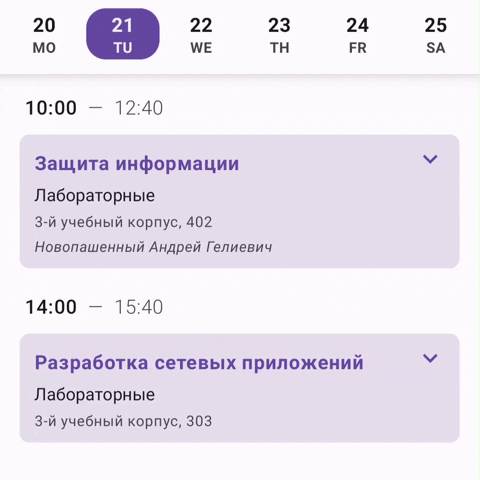 20 21 22 23 24 25
MO TU WE TH FR SA
10:00 — 12:40
Защита информации
Лабораторные
3-й учебный корпус, 402
Новопашенный Андрей Гелиевич
14:00 — 15:40
Разработка сетевых приложений
Лабораторные
3-й учебный корпус, 303